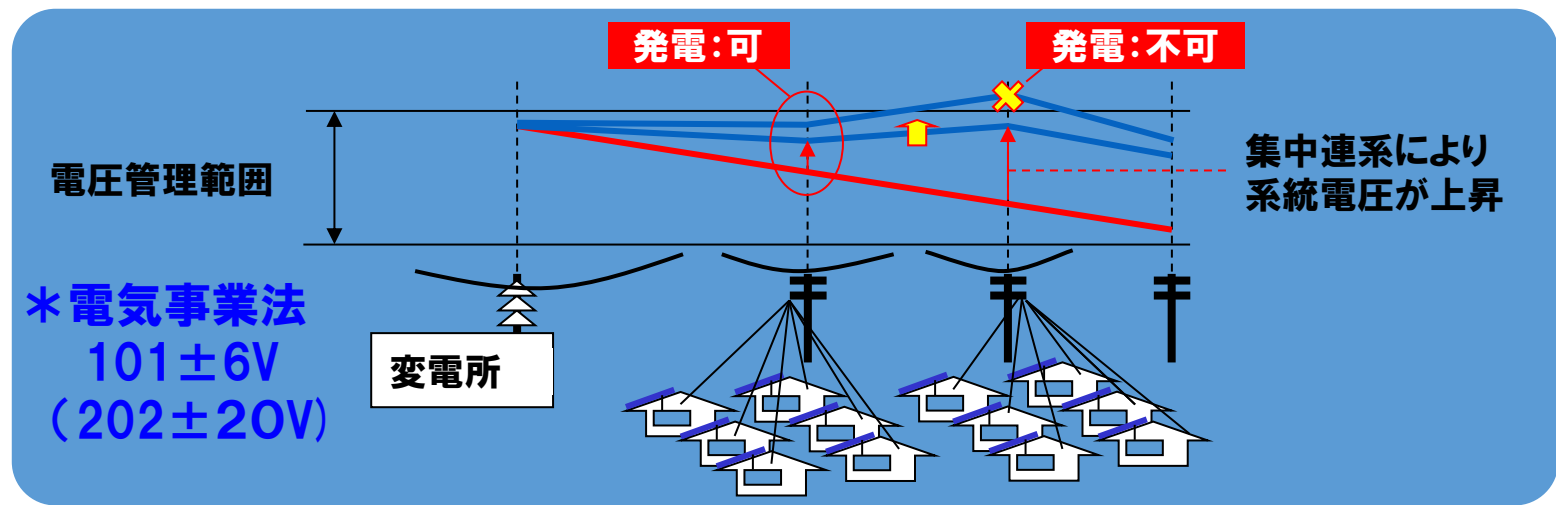 発電：可
発電：不可
電圧管理範囲
集中連系により
系統電圧が上昇
＊電気事業法
101±6V
（202±20V)
変電所